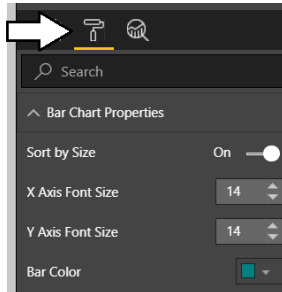 Search
Bar Chart Properties
Sort by Size On
X Axis Font Size 14
Y Axis Font Size 14
Bar Color